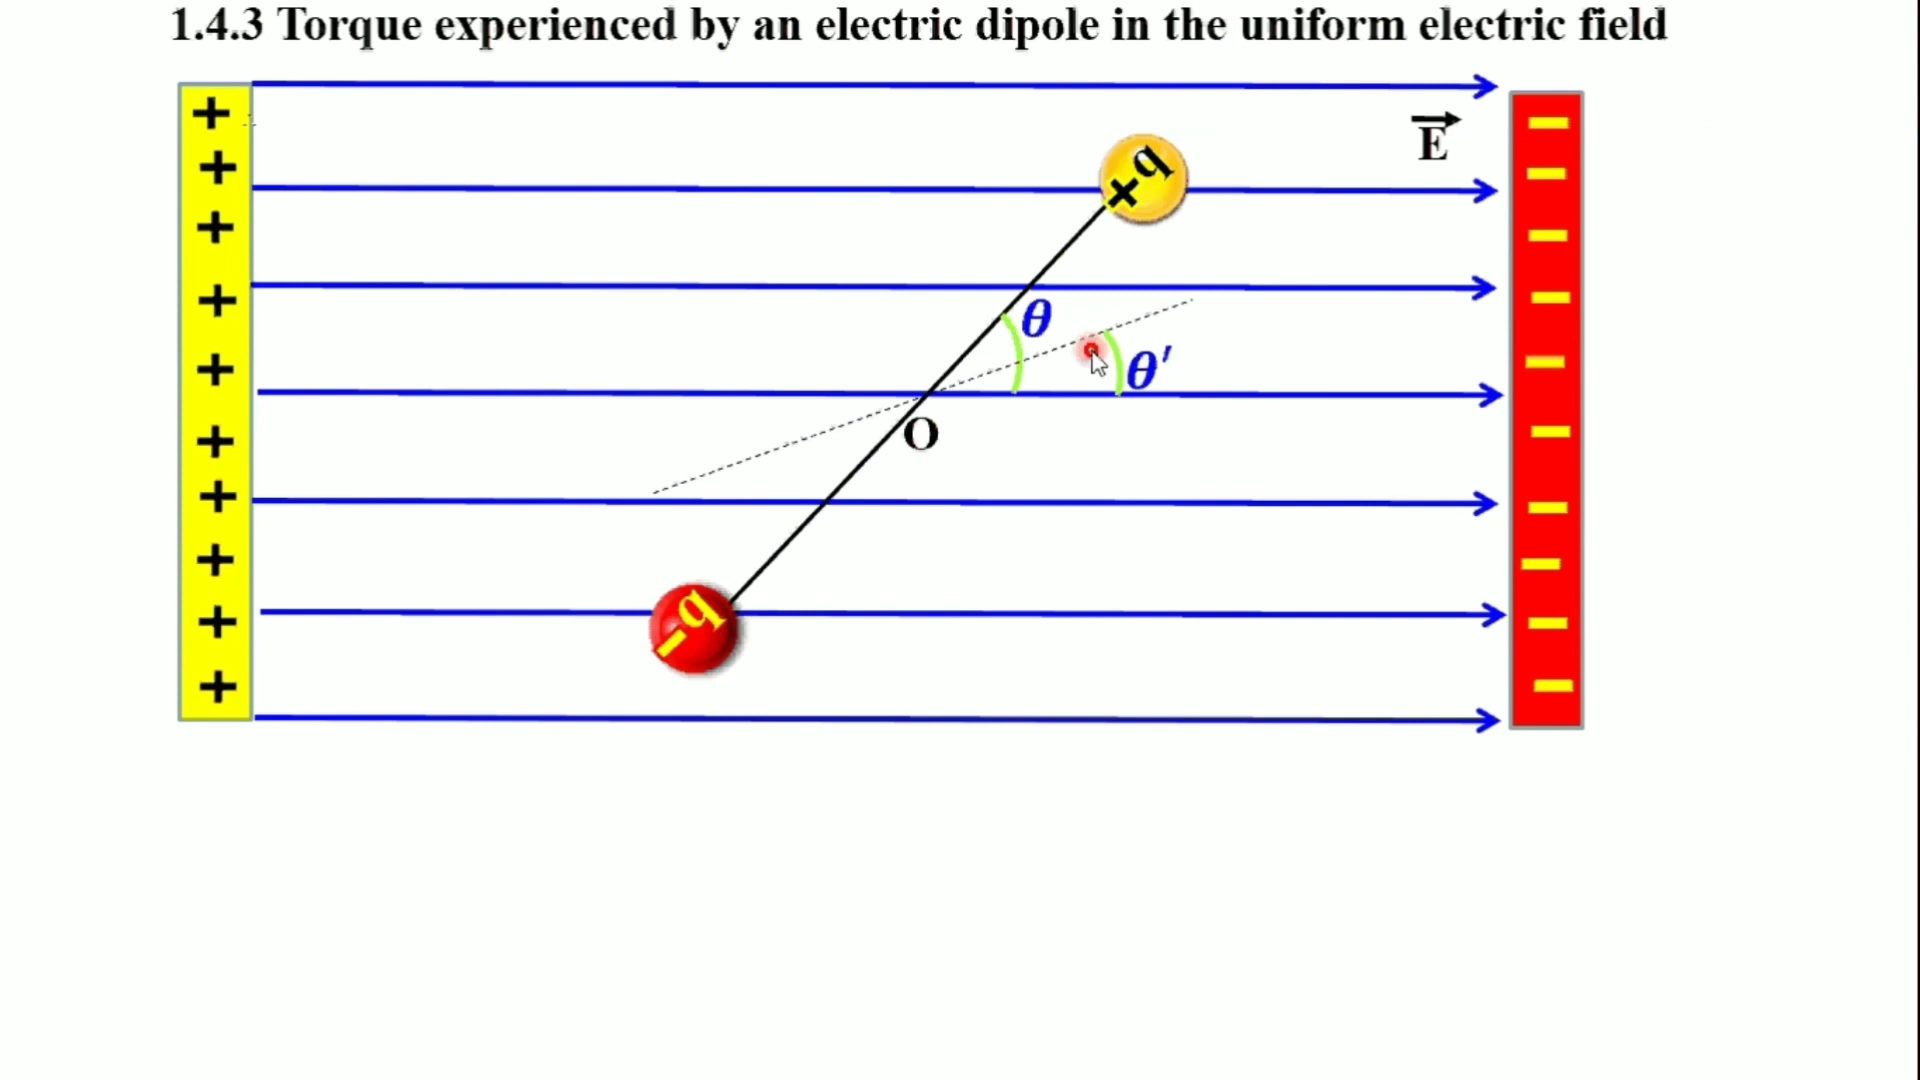 1.4.3 Torque experienced by an electric dipole in the uniform electric field
E
+q
θ
θ′
O
−q